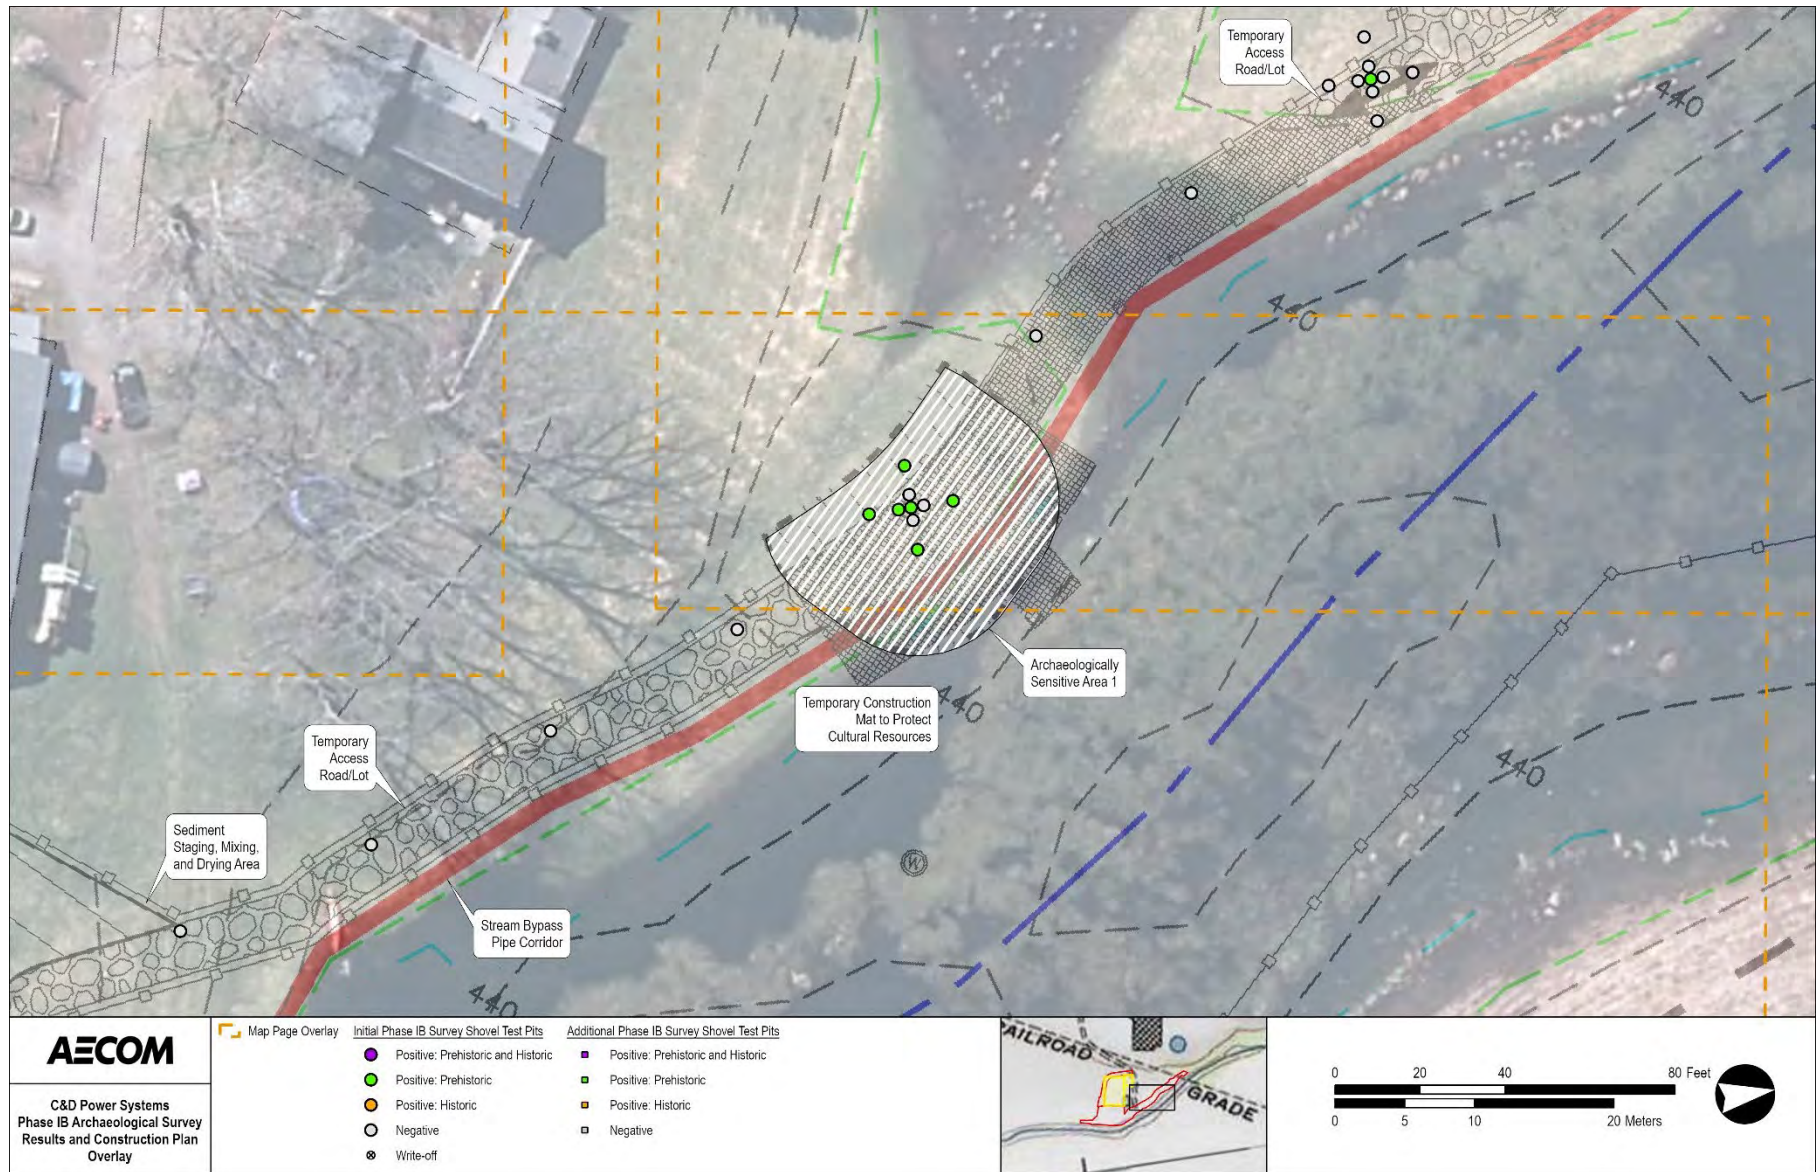 Temporary
Access
Road/Lot
440
440
Archaeologically
Sensitive Area 1
Temporary Construction
Mat to Protect
Cultural Resources
440
440
Temporary
Access
Road/Lot
Sediment
Staging, Mixing,
and Drying Area
Stream Bypass
Pipe Corridor
W
440
AECOM
C&D Power Systems
Phase IB Archaeological Survey
Results and Construction Plan
Overlay
Map Page Overlay
Initial Phase IB Survey Shovel Test Pits
Positive: Prehistoric and Historic
Positive: Prehistoric
Positive: Historic
Negative
Write-off
Additional Phase IB Survey Shovel Test Pits
Positive: Prehistoric and Historic
Positive: Prehistoric
Positive: Historic
Negative
AILROAD
GRADE
0 20 40 80 Feet
0 5 10 20 Meters